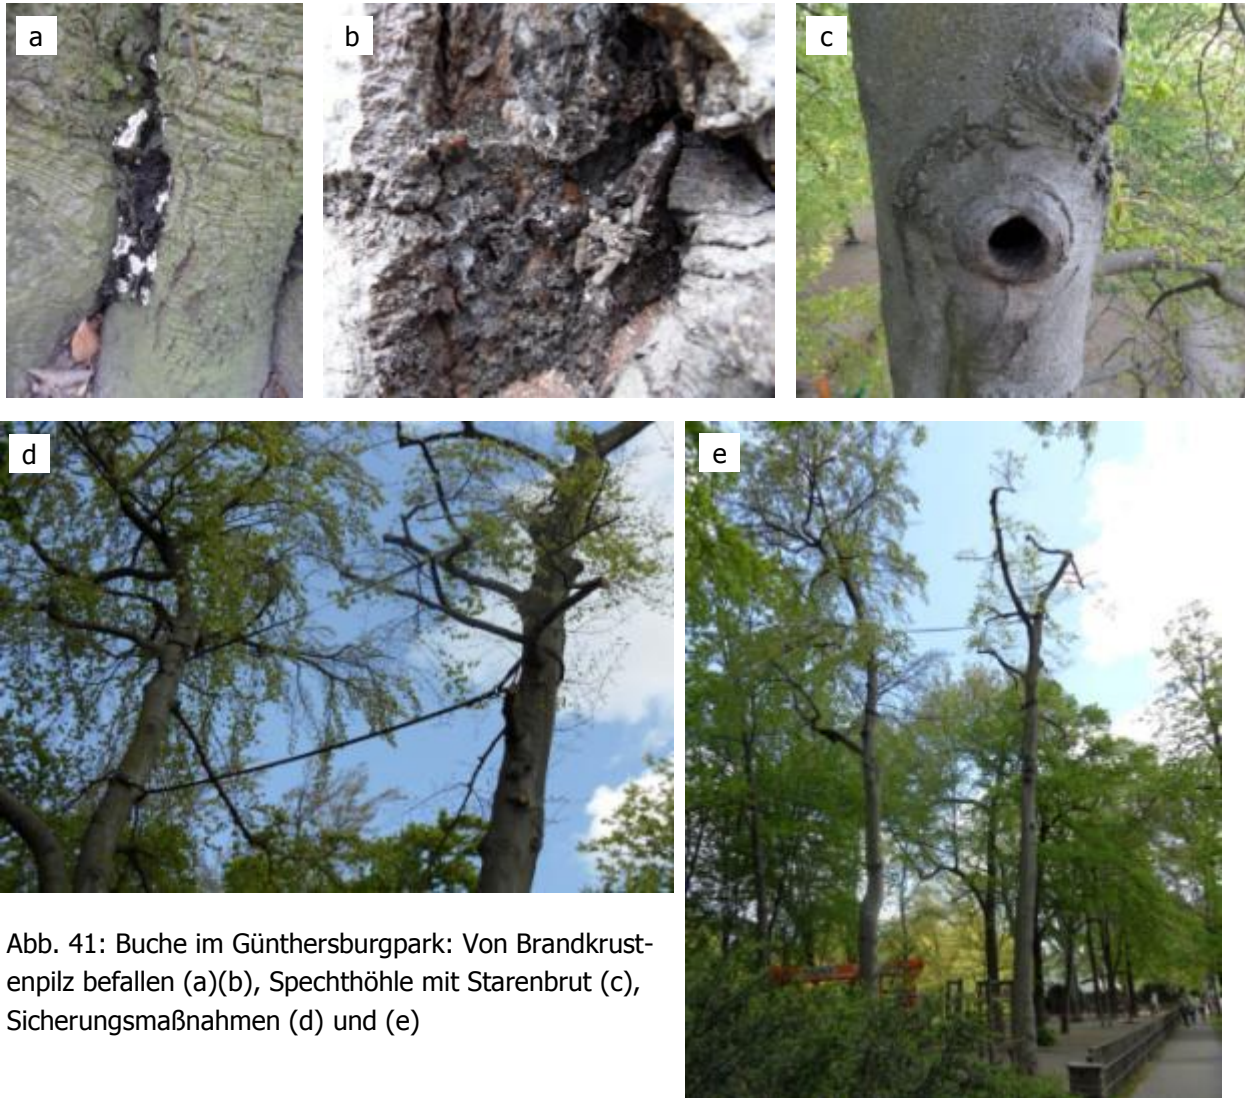 a
b
c
d
e
Abb. 41: Buche im Günthersburgpark: Von Brandkrust-
enpilz befallen (a)(b), Spechthöhle mit Starenbrut (c),
Sicherungsmaßnahmen (d) und (e)